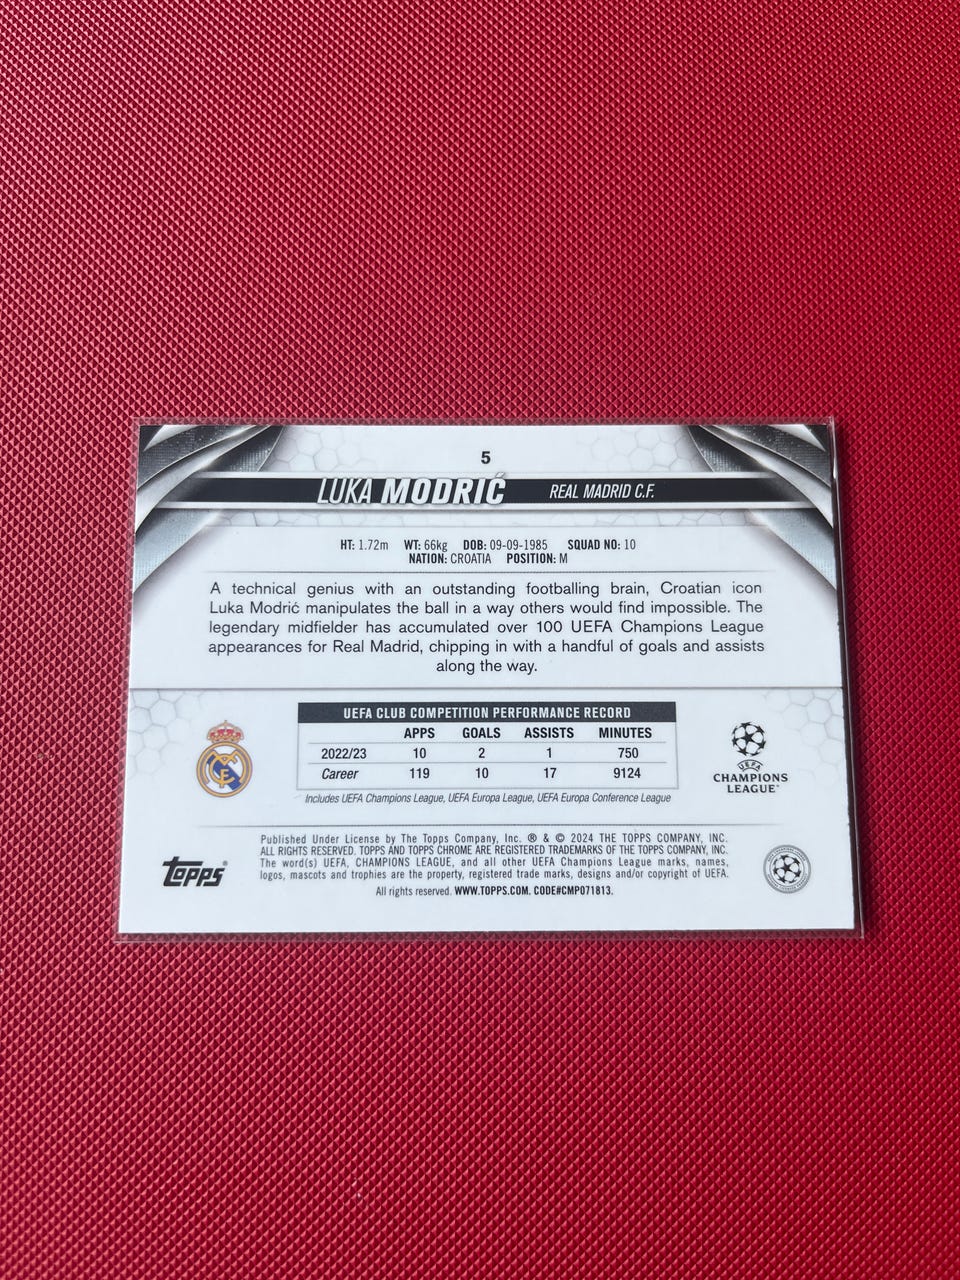 5
LUKA MODRIĆ REAL MADRID C.F.
HT: 1.72m WT: 66kg DOB: 09-09-1985 SQUAD NO: 10
NATION: CROATIA POSITION: M
A technical genius with an outstanding footballing brain, Croatian icon
Luka Modrić manipulates the ball in a way others would find impossible. The
legendary midfielder has accumulated over 100 UEFA Champions League
appearances for Real Madrid, chipping in with a handful of goals and assists
along the way.
UEFA CLUB COMPETITION PERFORMANCE RECORD
APPS GOALS ASSISTS MINUTES
2022/23 10 2 1 750
Career 119 10 17 9124
Includes UEFA Champions League, UEFA Europa League, UEFA Europa Conference League
UEFA
CHAMPIONS
LEAGUE™
Published Under License by The Topps Company, Inc. ® & © 2024 THE TOPPS COMPANY, INC.
ALL RIGHTS RESERVED. TOPPS AND TOPPS CHROME ARE REGISTERED TRADEMARKS OF THE TOPPS COMPANY, INC.
The word(s) UEFA, CHAMPIONS LEAGUE, and all other UEFA Champions League marks, names,
logos, mascots and trophies are the property, registered trade marks, designs and/or copyright of UEFA.
All rights reserved. WWW.TOPPS.COM. CODE#CMP071813.
topps®